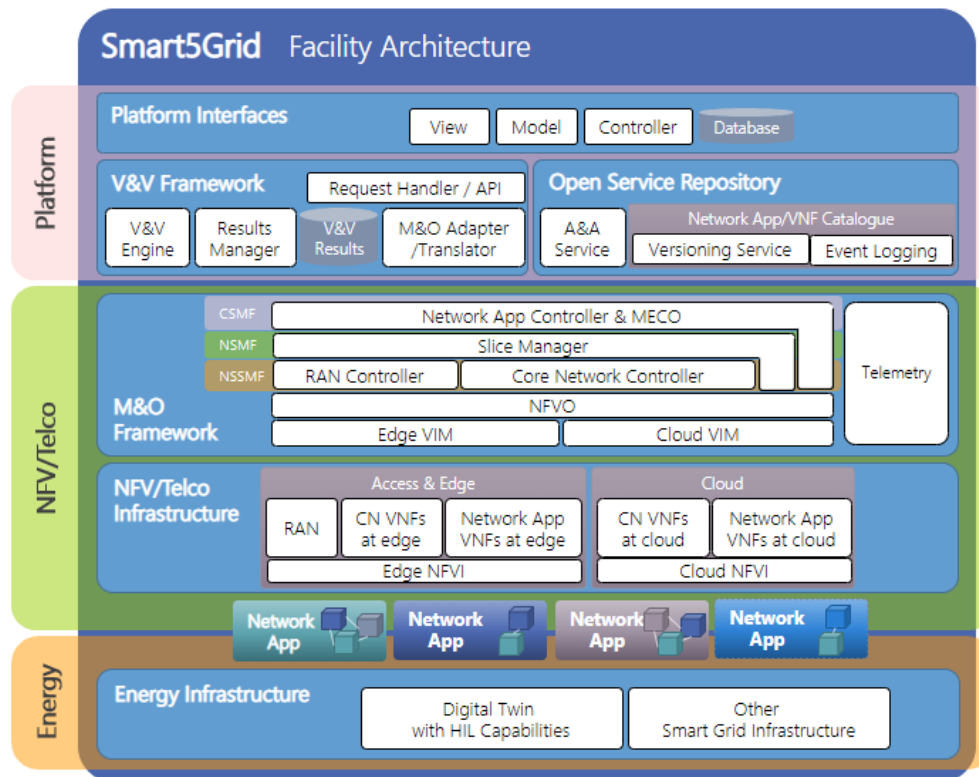 Smart5Grid Facility Architecture
Platform
Platform Interfaces
View
Model
Controller
Database
V&V Framework
Request Handler / API
V&V
Engine
Results
Manager
V&V
Results
M&O Adapter
/Translator
Open Service Repository
A&A
Service
Network App/VNF Catalogue
Versioning Service
Event Logging
NFV/Telco
M&O
Framework
CSMF
Network App Controller & MECO
NSMF
Slice Manager
NSSMF
RAN Controller
Core Network Controller
NFVO
Edge VIM
Cloud VIM
Telemetry
NFV/Telco
Infrastructure
Access & Edge
RAN
CN VNFs
at edge
Network App
VNFs at edge
Edge NFVI
Cloud
CN VNFs
at cloud
Network App
VNFs at cloud
Cloud NFVI
Network
App
Network
App
Network
App
Network
App
Energy
Energy Infrastructure
Digital Twin
with HIL Capabilities
Other
Smart Grid Infrastructure